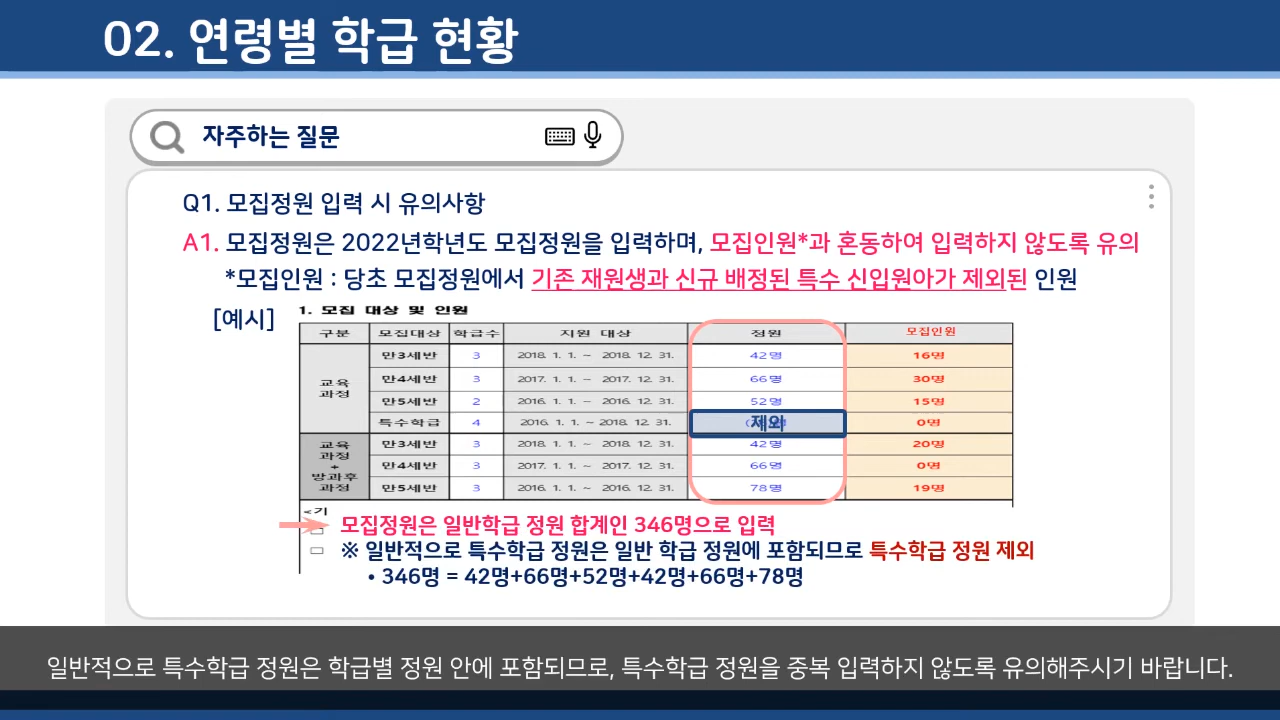 02. 연령별 학급 현황
자주하는 질문
Q1. 모집정원 입력 시 유의사항
A1. 모집정원은 2022년학년도 모집정원을 입력하며, 모집인원*과 혼동하여 입력하지 않도록 유의
*모집인원 : 당초 모집정원에서 기존 재원생과 신규 배정된 특수 신입원아가 제외된 인원
[예시]
1. 모집 대상 및 인원
구분 모집대상 학급수 지원 대상 정원 모집인원
교육 과정 만3세반 3 2018. 1. 1. ~ 2018. 12. 31. 42명 16명
만4세반 3 2017. 1. 1. ~ 2017. 12. 31. 66명 30명
만5세반 2 2016. 1. 1. ~ 2016. 12. 31. 52명 15명
특수학급 4 2016. 1. 1. ~ 2018. 12. 31. 제외 0명
교육 과정 + 방과후 과정 만3세반 3 2018. 1. 1. ~ 2018. 12. 31. 42명 20명
만4세반 3 2017. 1. 1. ~ 2017. 12. 31. 66명 0명
만5세반 3 2016. 1. 1. ~ 2016. 12. 31. 78명 19명
<기
모집정원은 일반학급 정원 합계인 346명으로 입력
※ 일반적으로 특수학급 정원은 일반 학급 정원에 포함되므로 특수학급 정원 제외
• 346명 = 42명+66명+52명+42명+66명+78명
일반적으로 특수학급 정원은 학급별 정원 안에 포함되므로, 특수학급 정원을 중복 입력하지 않도록 유의해주시기 바랍니다.